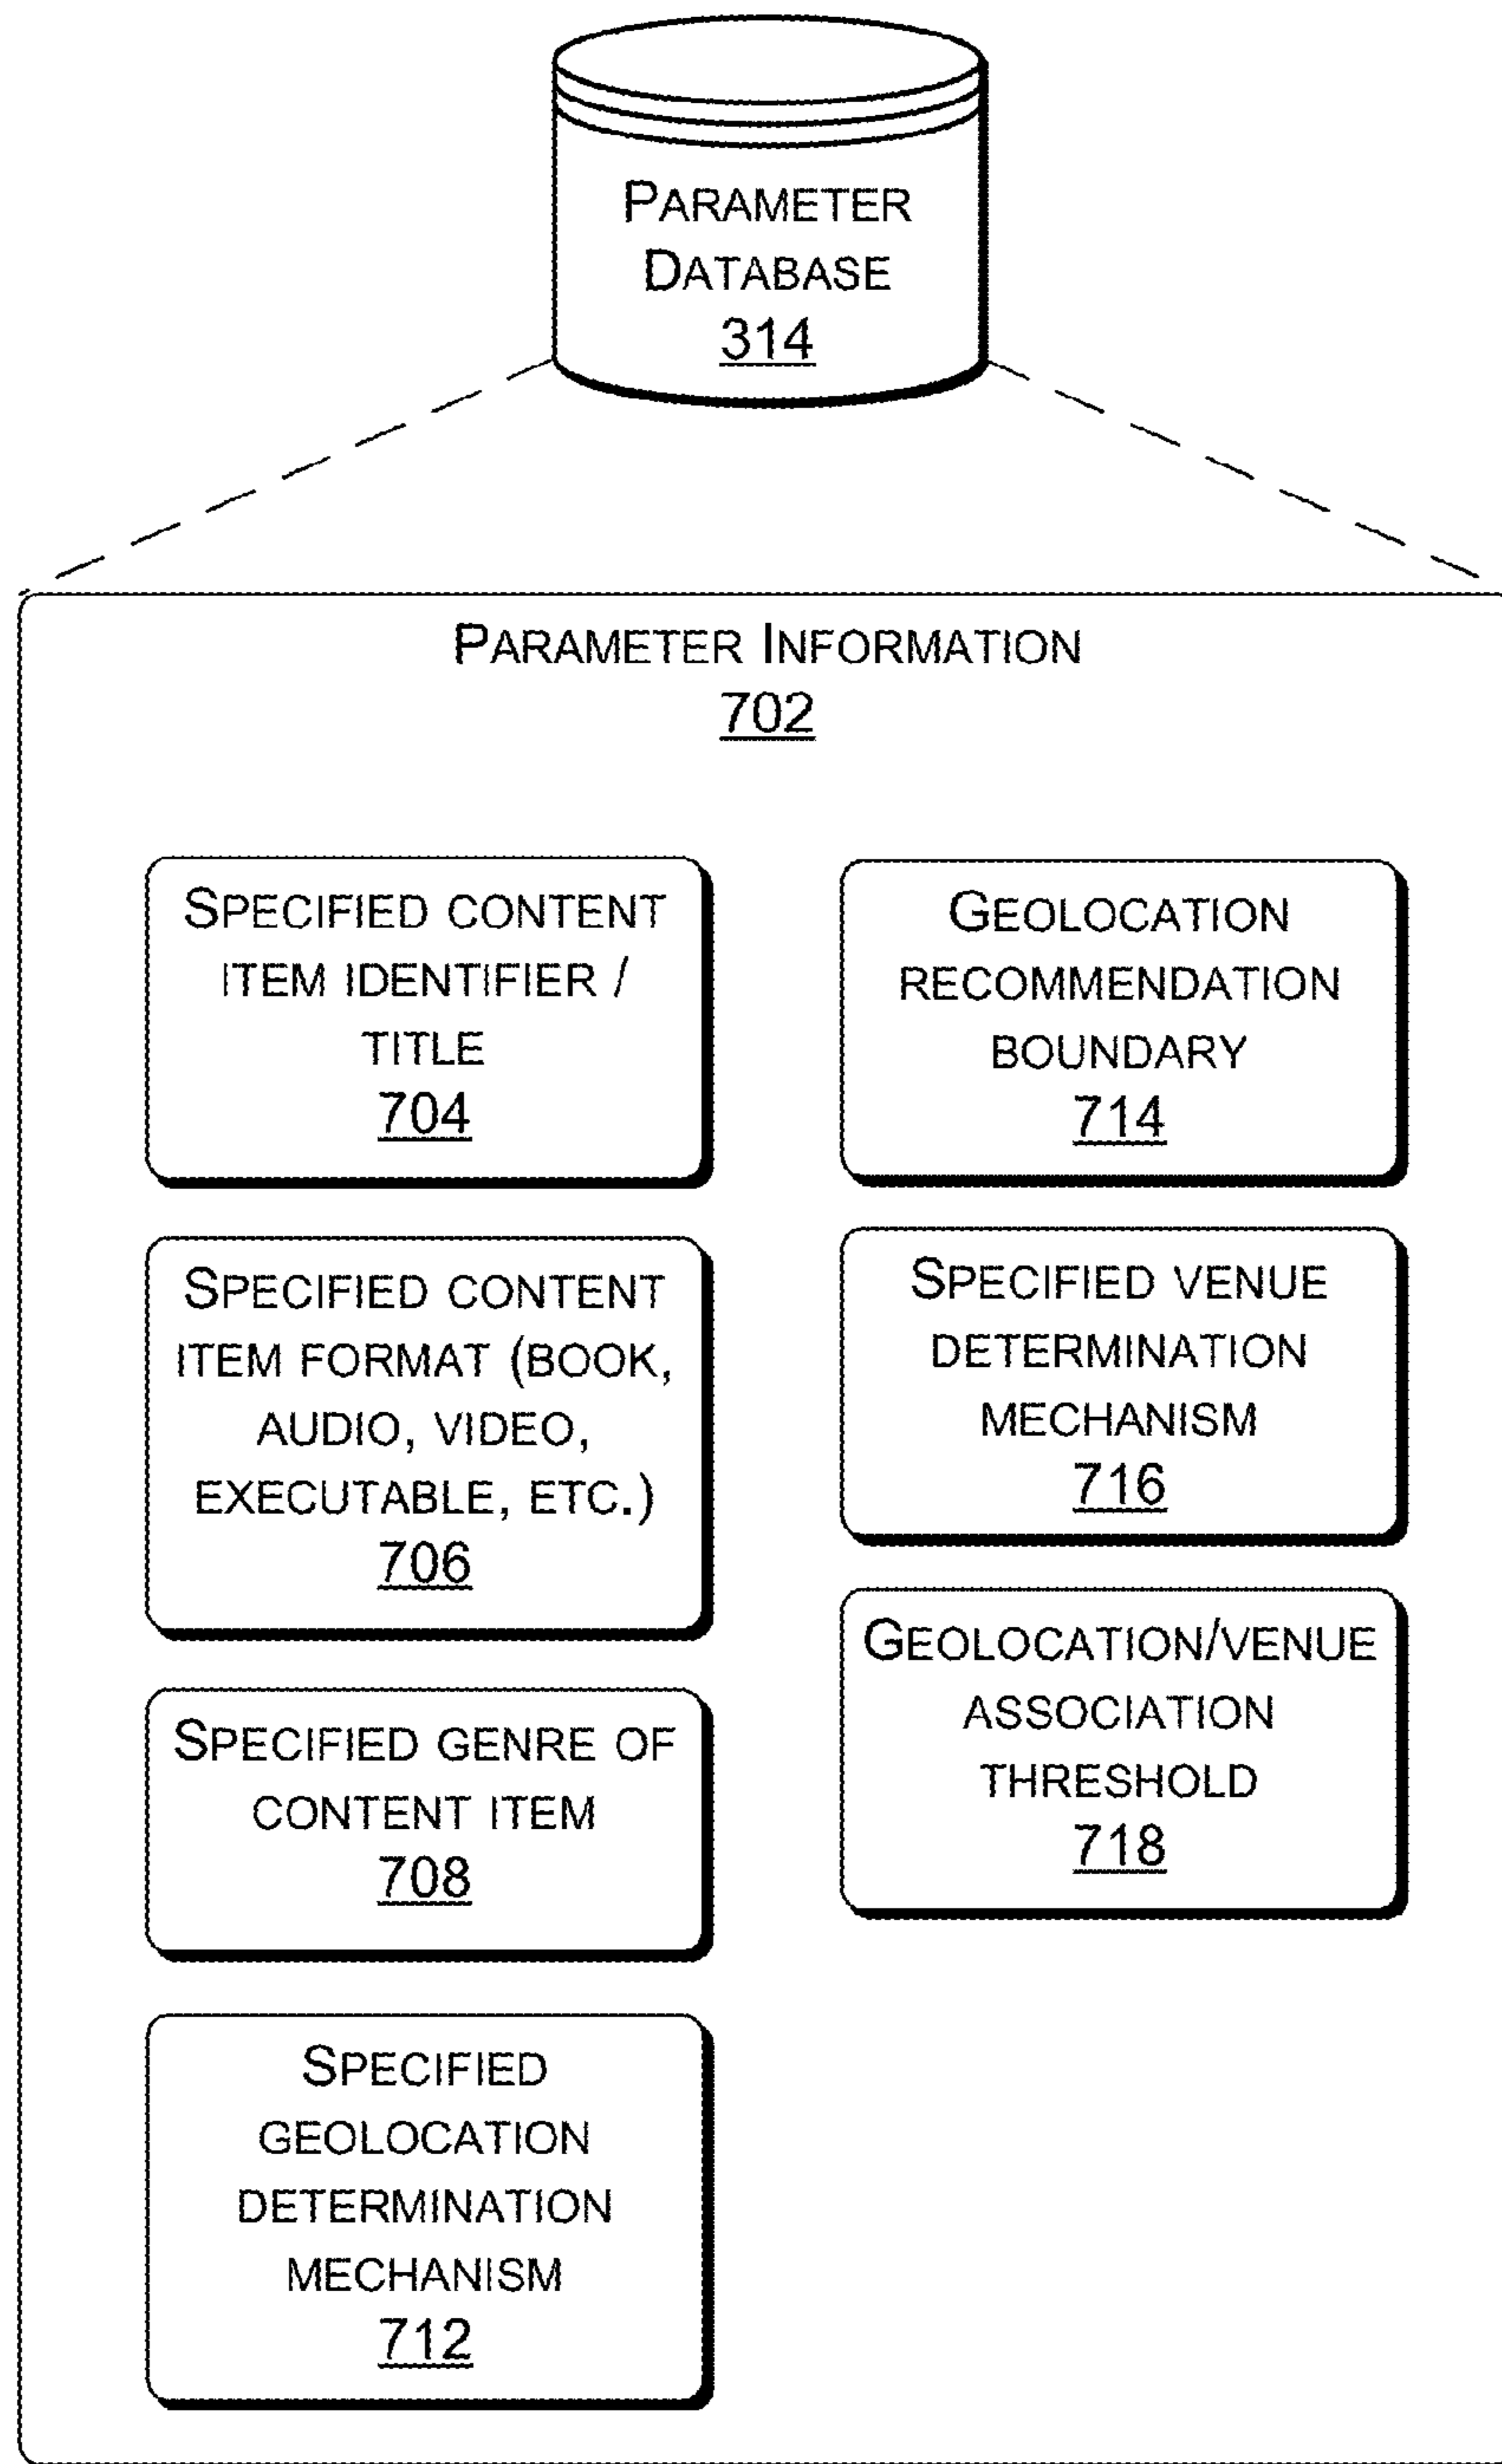 PARAMETER
DATABASE
314
PARAMETER INFORMATION
702
SPECIFIED CONTENT
ITEM IDENTIFIER /
TITLE
704
SPECIFIED CONTENT
ITEM FORMAT (BOOK,
AUDIO, VIDEO,
EXECUTABLE, ETC.)
706
SPECIFIED GENRE OF
CONTENT ITEM
708
SPECIFIED
GEOLOCATION
DETERMINATION
MECHANISM
712
GEOLOCATION
RECOMMENDATION
BOUNDARY
714
SPECIFIED VENUE
DETERMINATION
MECHANISM
716
GEOLOCATION/VENUE
ASSOCIATION
THRESHOLD
718